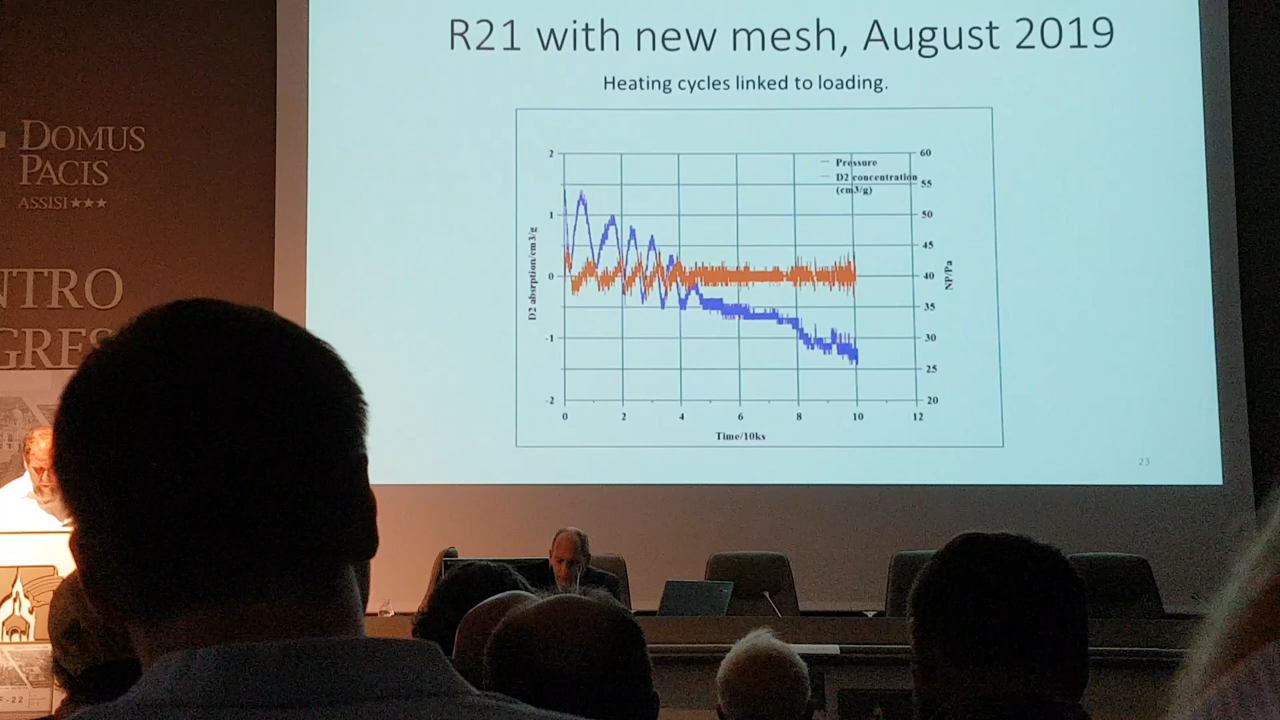 R21 with new mesh, August 2019
Heating cycles linked to loading.
Pressure
D2 concentration
(cm3/g)
2
1
0
-1
-2
D2 absrption/cm3/g
60
55
50
45
40
35
30
25
20
NP/Pa
0 2 4 6 8 10 12
Time/10ks
23
DOMUS
PACIS
ASSISI★★★
NTRO
GRES
F-22